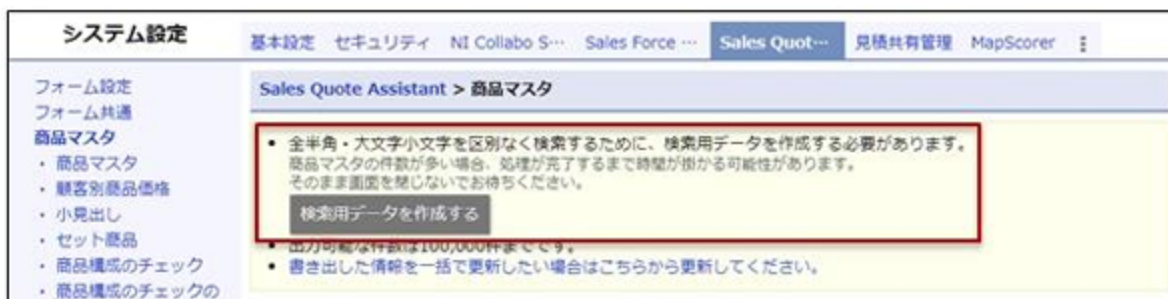 システム設定
基本設定 セキュリティ NI Collabo S… Sales Force … Sales Quot… 見積共有管理 MapScorer
フォーム設定
フォーム共通
商品マスタ
・ 商品マスタ
・ 顧客別商品価格
・ 小見出し
・ セット商品
・ 商品構成のチェック
・ 商品構成のチェックの
Sales Quote Assistant > 商品マスタ
• 全半角・大文字小文字を区別なく検索するために、検索用データを作成する必要があります。
商品マスタの件数が多い場合、処理が完了するまで時間が掛かる可能性があります。
そのまま画面を閉じないでお待ちください。
検索用データを作成する
• 出力可能な件数は100,000件までです。
• 書き出した情報を一括で更新したい場合はこちらから更新してください。